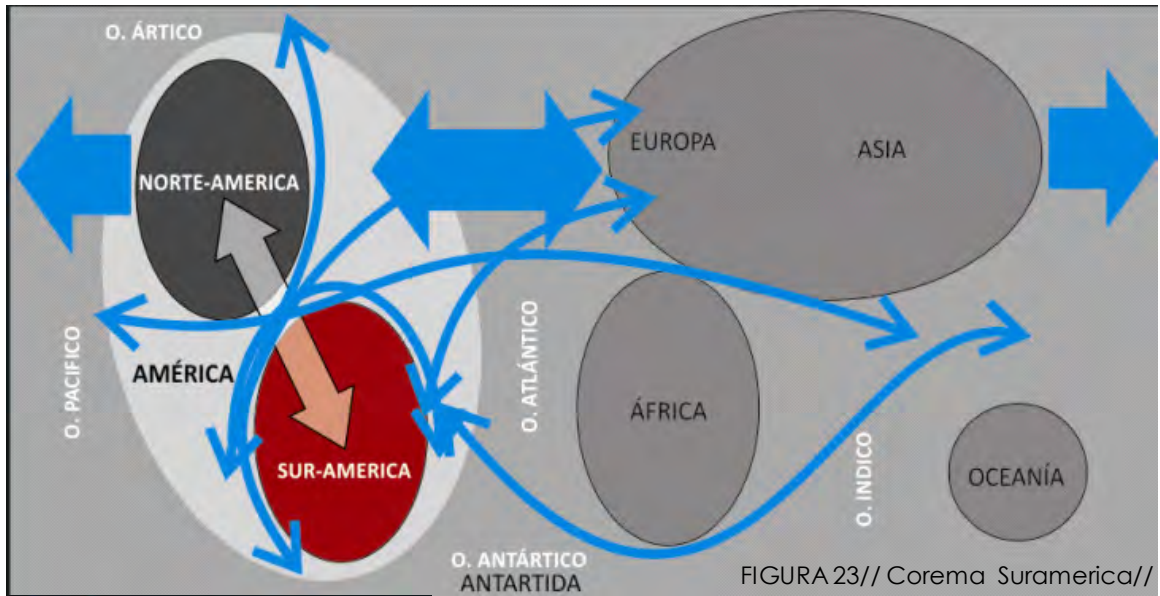 O. ÁRTICO
EUROPA
ASIA
NORTE-AMERICA
O. PACIFICO
AMÉRICA
O. ATLÁNTICO
ÁFRICA
SUR-AMERICA
O. INDICO
OCEANÍA
O. ANTÁRTICO
ANTARTIDA
FIGURA 23// Corema Suramerica//